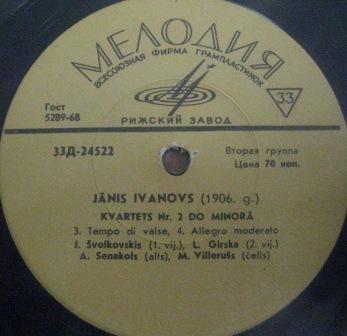 МЕЛОДИЯ
ВСЕСОЮЗНАЯ ФИРМА ГРАМПЛАСТИНОК
Гост
5289-68
33
РИЖСКИЙ ЗАВОД
33Д-24522
Вторая группа
Цена 70 коп.
JĀNIS IVANOVS (1906. g.)
KVARTETS Nr. 2 DO MINORĀ
3. Tempo di valse, 4. Allegro moderato
J. Švolkovskis (1. vij.), L. Girska (2. vij.)
A. Senakols (alts), M. Villerušs (čells)